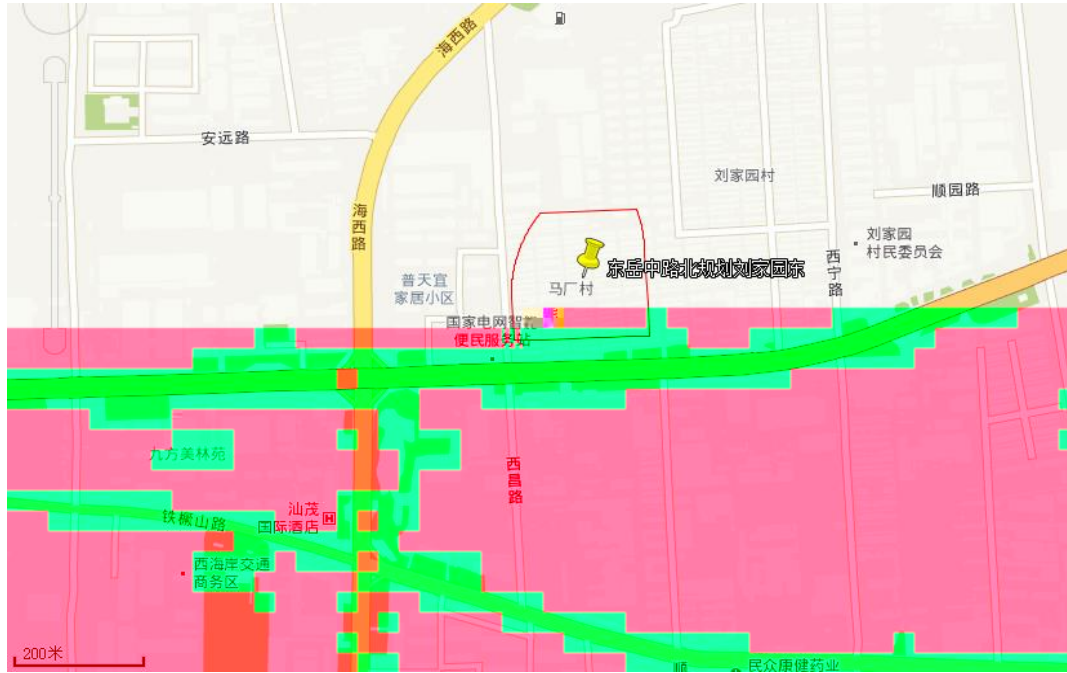 海西路
安远路
刘家园村
顺园路
海西路
刘家园
村民委员会
西宁路
东岳中路北规划刘家园东
普天宜
家居小区
马厂村
国家电网智
便民服务站
九方美林苑
西昌路
汕茂
国际酒店
H
铁橛山路
西海岸交通
商务区
200米
顺
民众康健药业